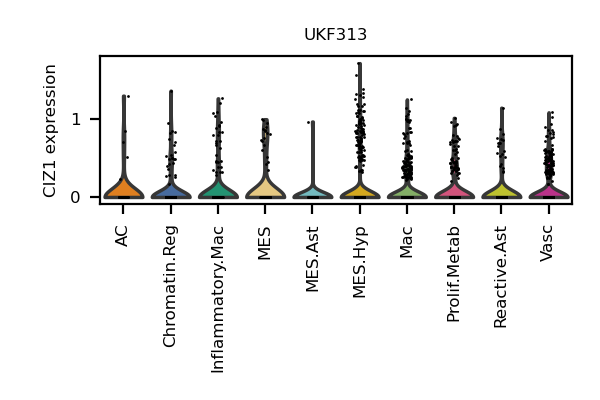 UKF313
CIZ1 expression
1
0
AC
Chromatin.Reg
Inflammatory.Mac
MES
MES.Ast
MES.Hyp
Mac
Prolif.Metab
Reactive.Ast
Vasc